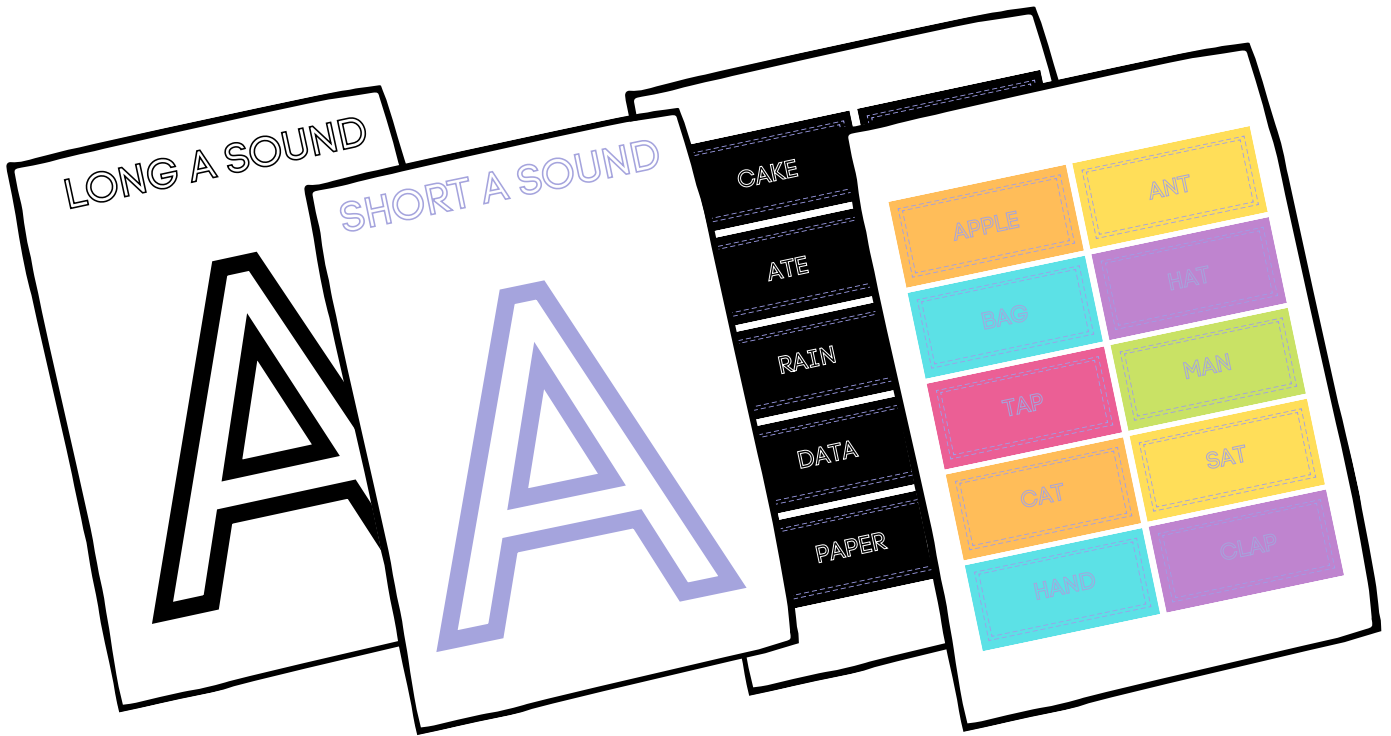 LONG A SOUND
A
SHORT A SOUND
A
CAKE
ATE
RAIN
DATA
PAPER
APPLE ANT
BAG HAT
TAP MAN
CAT SAT
HAND CLAP